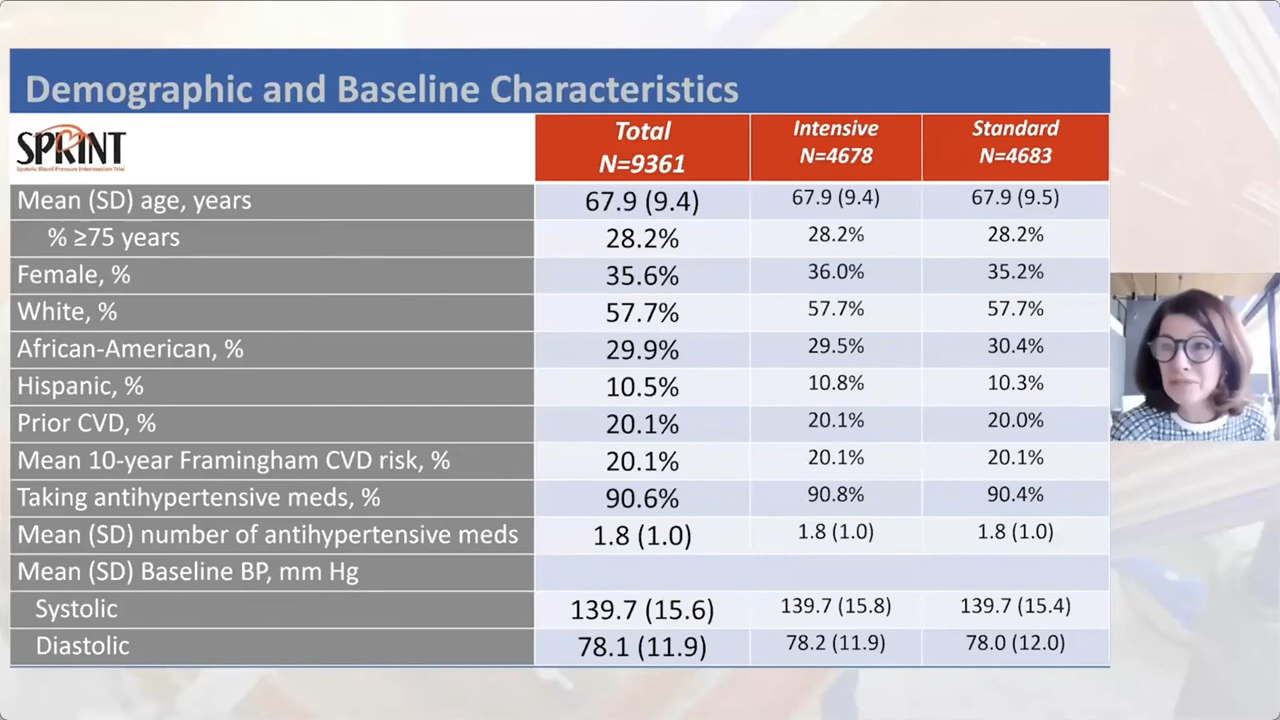 Demographic and Baseline Characteristics
SPRINT
Systolic Blood Pressure Intervention Trial
Total Intensive Standard
N=9361 N=4678 N=4683
Mean (SD) age, years 67.9 (9.4) 67.9 (9.4) 67.9 (9.5)
% ≥75 years 28.2% 28.2% 28.2%
Female, % 35.6% 36.0% 35.2%
White, % 57.7% 57.7% 57.7%
African-American, % 29.9% 29.5% 30.4%
Hispanic, % 10.5% 10.8% 10.3%
Prior CVD, % 20.1% 20.1% 20.0%
Mean 10-year Framingham CVD risk, % 20.1% 20.1% 20.1%
Taking antihypertensive meds, % 90.6% 90.8% 90.4%
Mean (SD) number of antihypertensive meds 1.8 (1.0) 1.8 (1.0) 1.8 (1.0)
Mean (SD) Baseline BP, mm Hg
Systolic 139.7 (15.6) 139.7 (15.8) 139.7 (15.4)
Diastolic 78.1 (11.9) 78.2 (11.9) 78.0 (12.0)